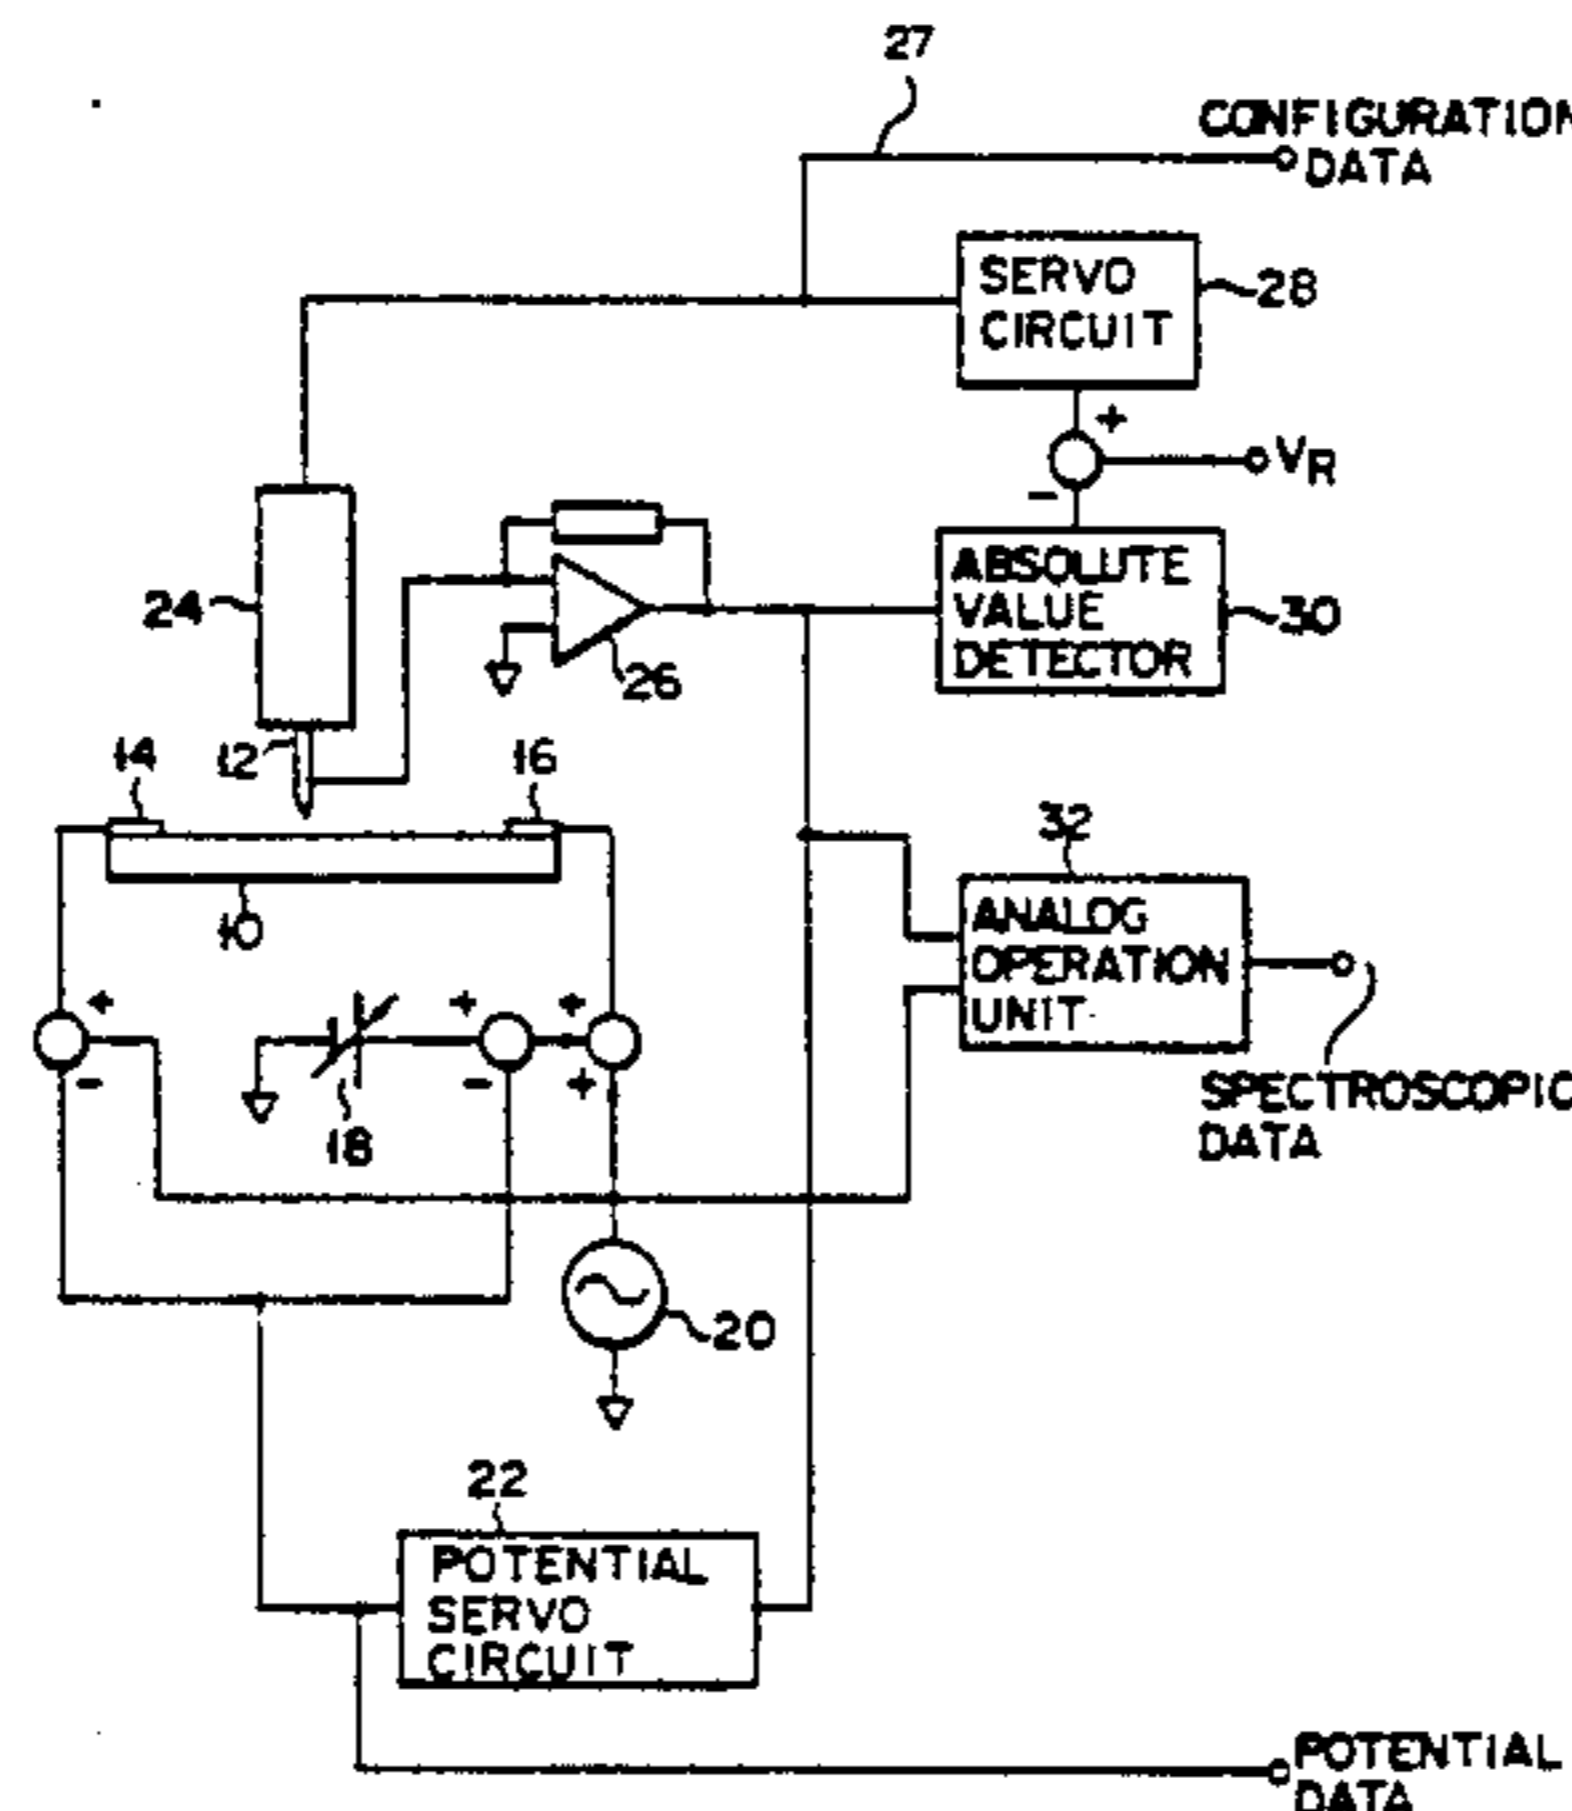 27
CONFIGURATION
DATA
SERVO
CIRCUIT
28
+
VR
-
24
26
ABSOLUTE
VALUE
DETECTOR
30
14
12
16
10
32
ANALOG
OPERATION
UNIT
+
+
+
-
-
+
18
SPECTROSCOPIC
DATA
20
22
POTENTIAL
SERVO
CIRCUIT
POTENTIAL
DATA